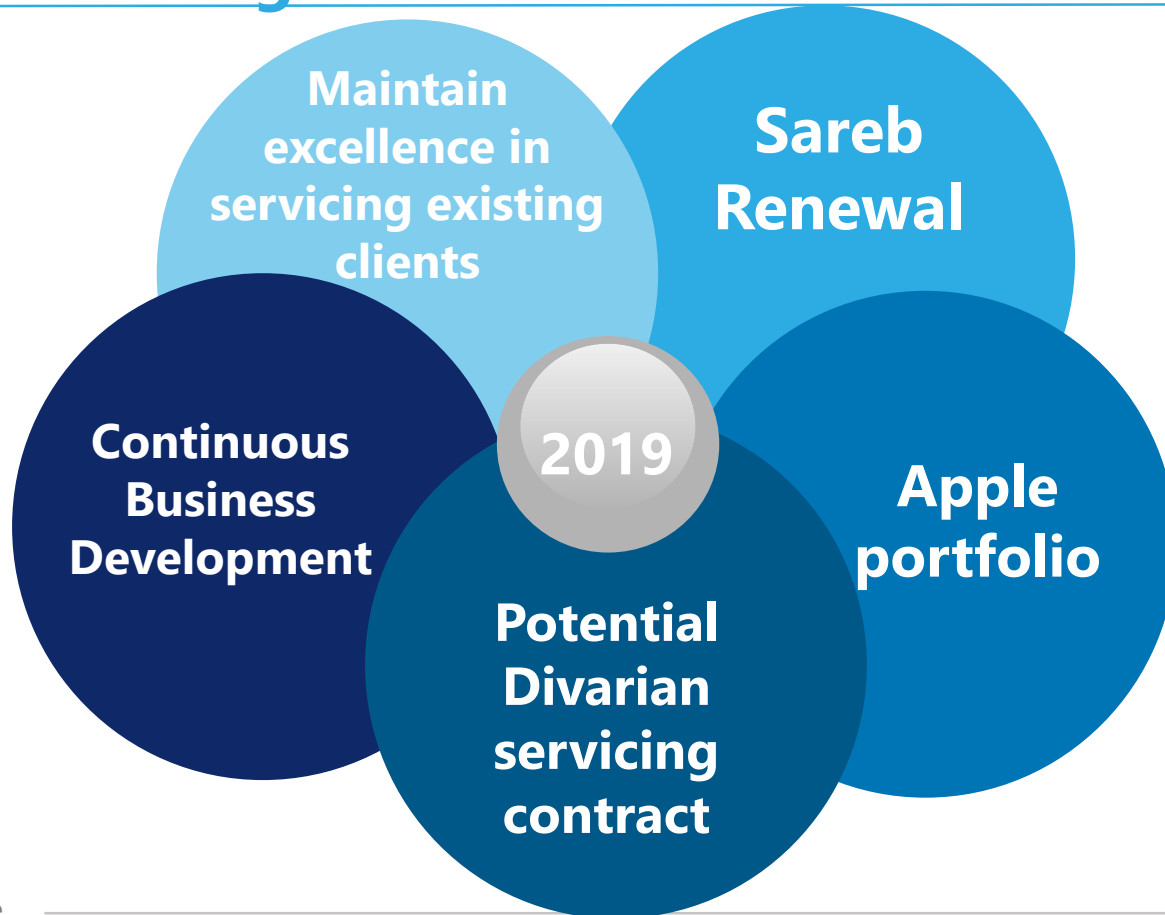 Maintain
excellence in
servicing existing
clients
Sareb
Renewal
Continuous
Business
Development
2019
Apple
portfolio
Potential
Divarian
servicing
contract